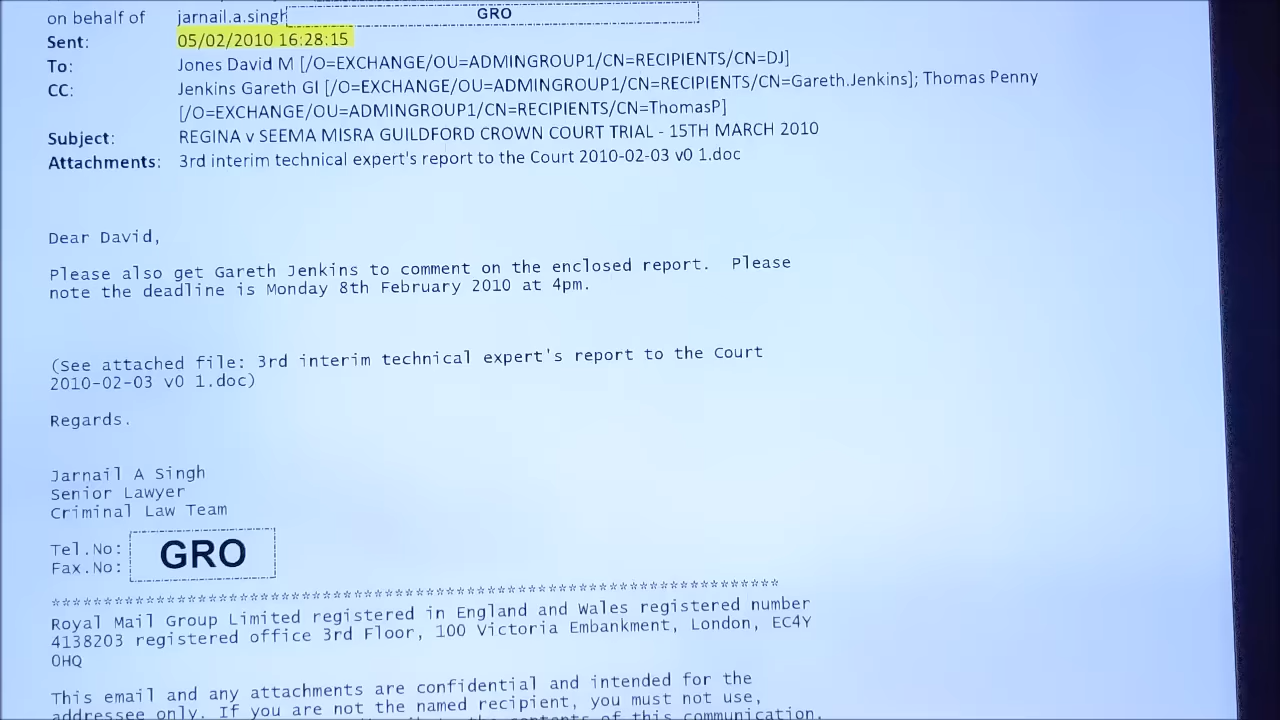 on behalf of jarnail.a.singh GRO
Sent: 05/02/2010 16:28:15
To: Jones David M [/O=EXCHANGE/OU=ADMINGROUP1/CN=RECIPIENTS/CN=DJ]
CC: Jenkins Gareth GI [/O=EXCHANGE/OU=ADMINGROUP1/CN=RECIPIENTS/CN=Gareth.Jenkins]; Thomas Penny
[/O=EXCHANGE/OU=ADMINGROUP1/CN=RECIPIENTS/CN=ThomasP]
Subject: REGINA v SEEMA MISRA GUILDFORD CROWN COURT TRIAL - 15TH MARCH 2010
Attachments: 3rd interim technical expert's report to the Court 2010-02-03 v0 1.doc
Dear David,
Please also get Gareth Jenkins to comment on the enclosed report. Please
note the deadline is Monday 8th February 2010 at 4pm.
(See attached file: 3rd interim technical expert's report to the Court
2010-02-03 v0 1.doc)
Regards.
Jarnail A Singh
Senior Lawyer
Criminal Law Team
Tel.No: GRO
Fax.No:
************************************************************************
Royal Mail Group Limited registered in England and Wales registered number
4138203 registered office 3rd Floor, 100 Victoria Embankment, London, EC4Y
0HQ
This email and any attachments are confidential and intended for the
addressee only. If you are not the named recipient, you must not use,
contents of this communication.